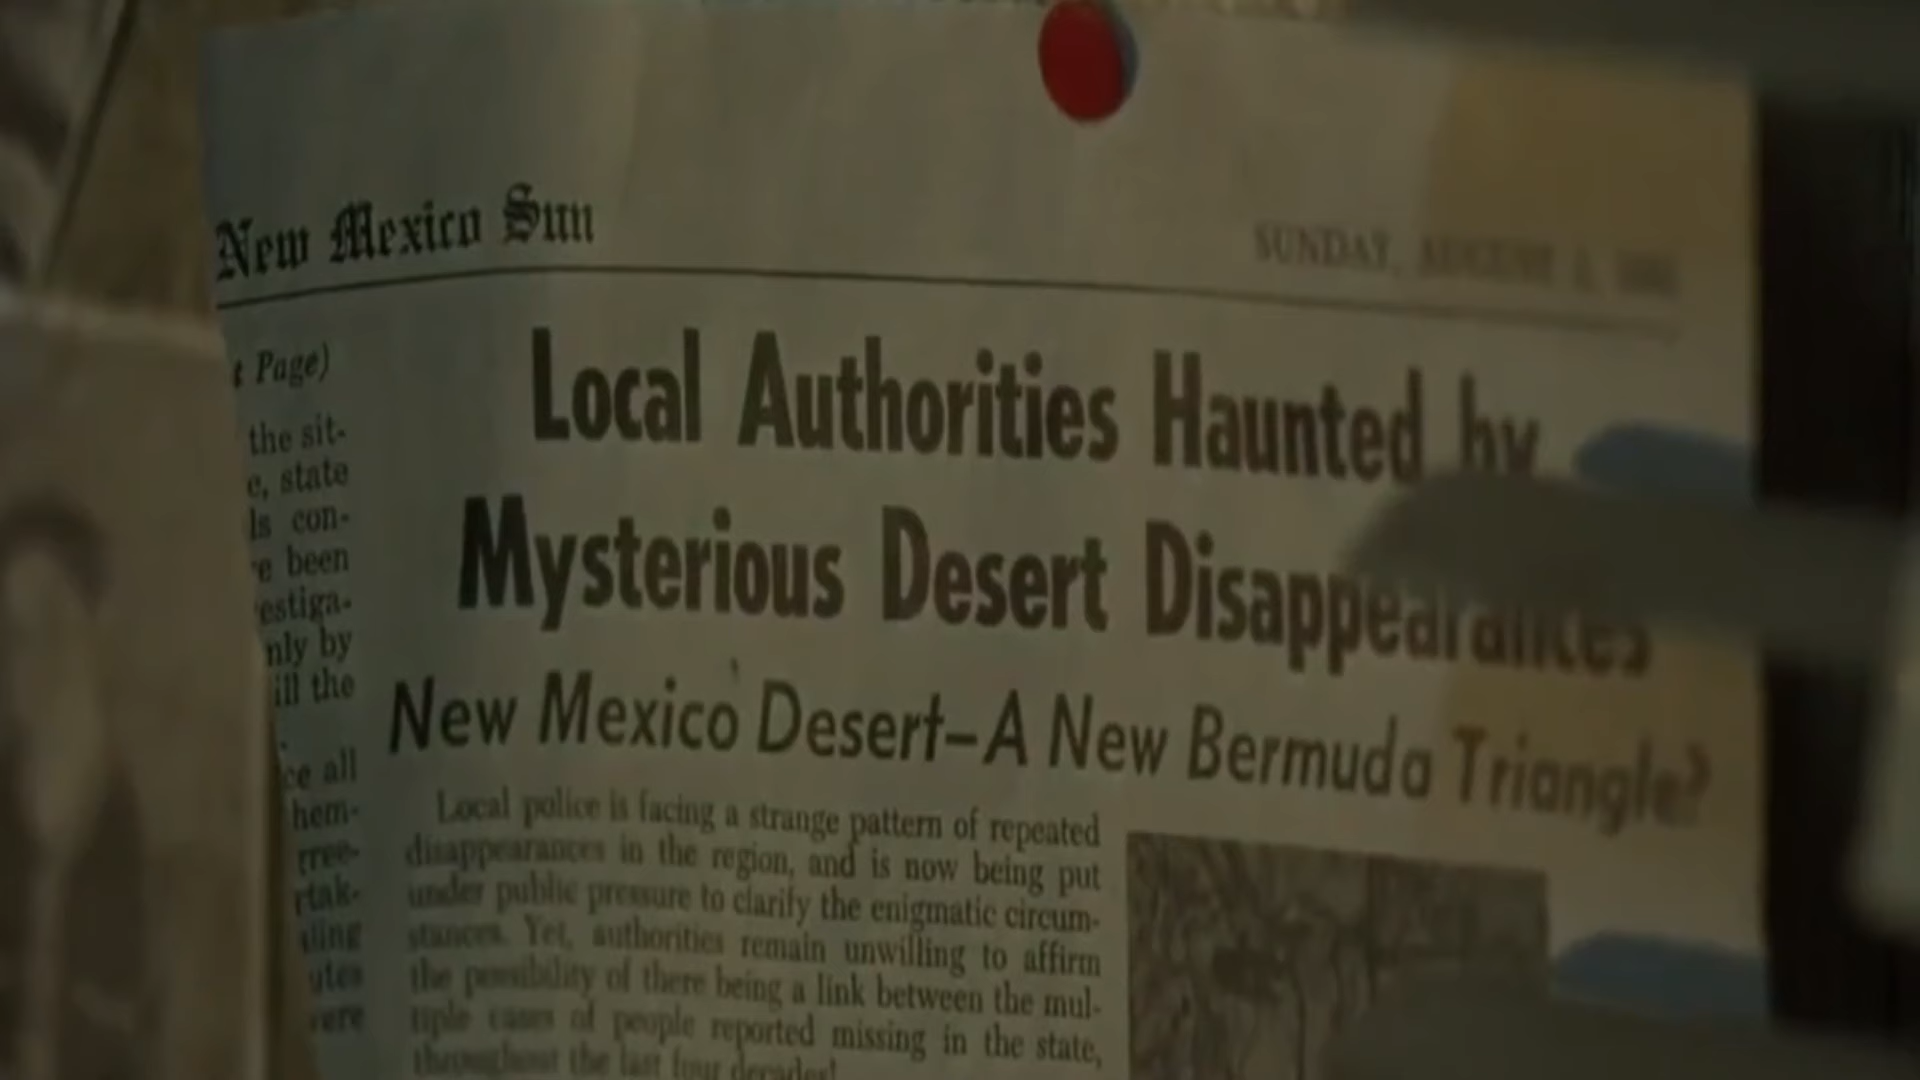 New Mexico Sun
SUNDAY, AUGUST
t Page)
the sit-
e, state
ls con-
e been
estiga-
nly by
ill the
ce all
hem-
rtak-
Local Authorities Haunted by
Mysterious Desert Disappearances
New Mexico Desert–A New Bermuda Triangle?
Local police is facing a strange pattern of repeated
disappearances in the region, and is now being put
under public pressure to clarify the enigmatic circum-
stances. Yet, authorities remain unwilling to affirm
the possibility of there being a link between the mul-
tiple cases of people reported missing in the state,
throughout the last four decades!